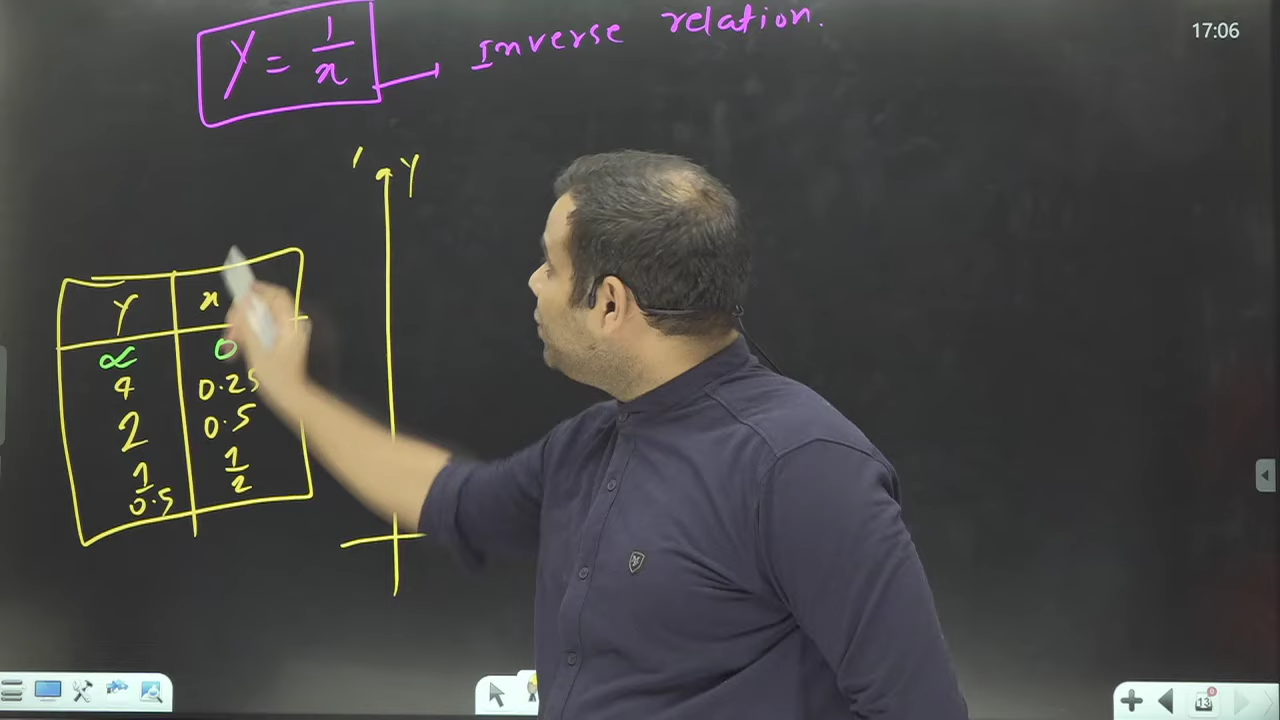 y = 1/x → Inverse relation.
17:06
Y
Y x
∝ 0
4 0.25
2 0.5
1 1
0.5 2